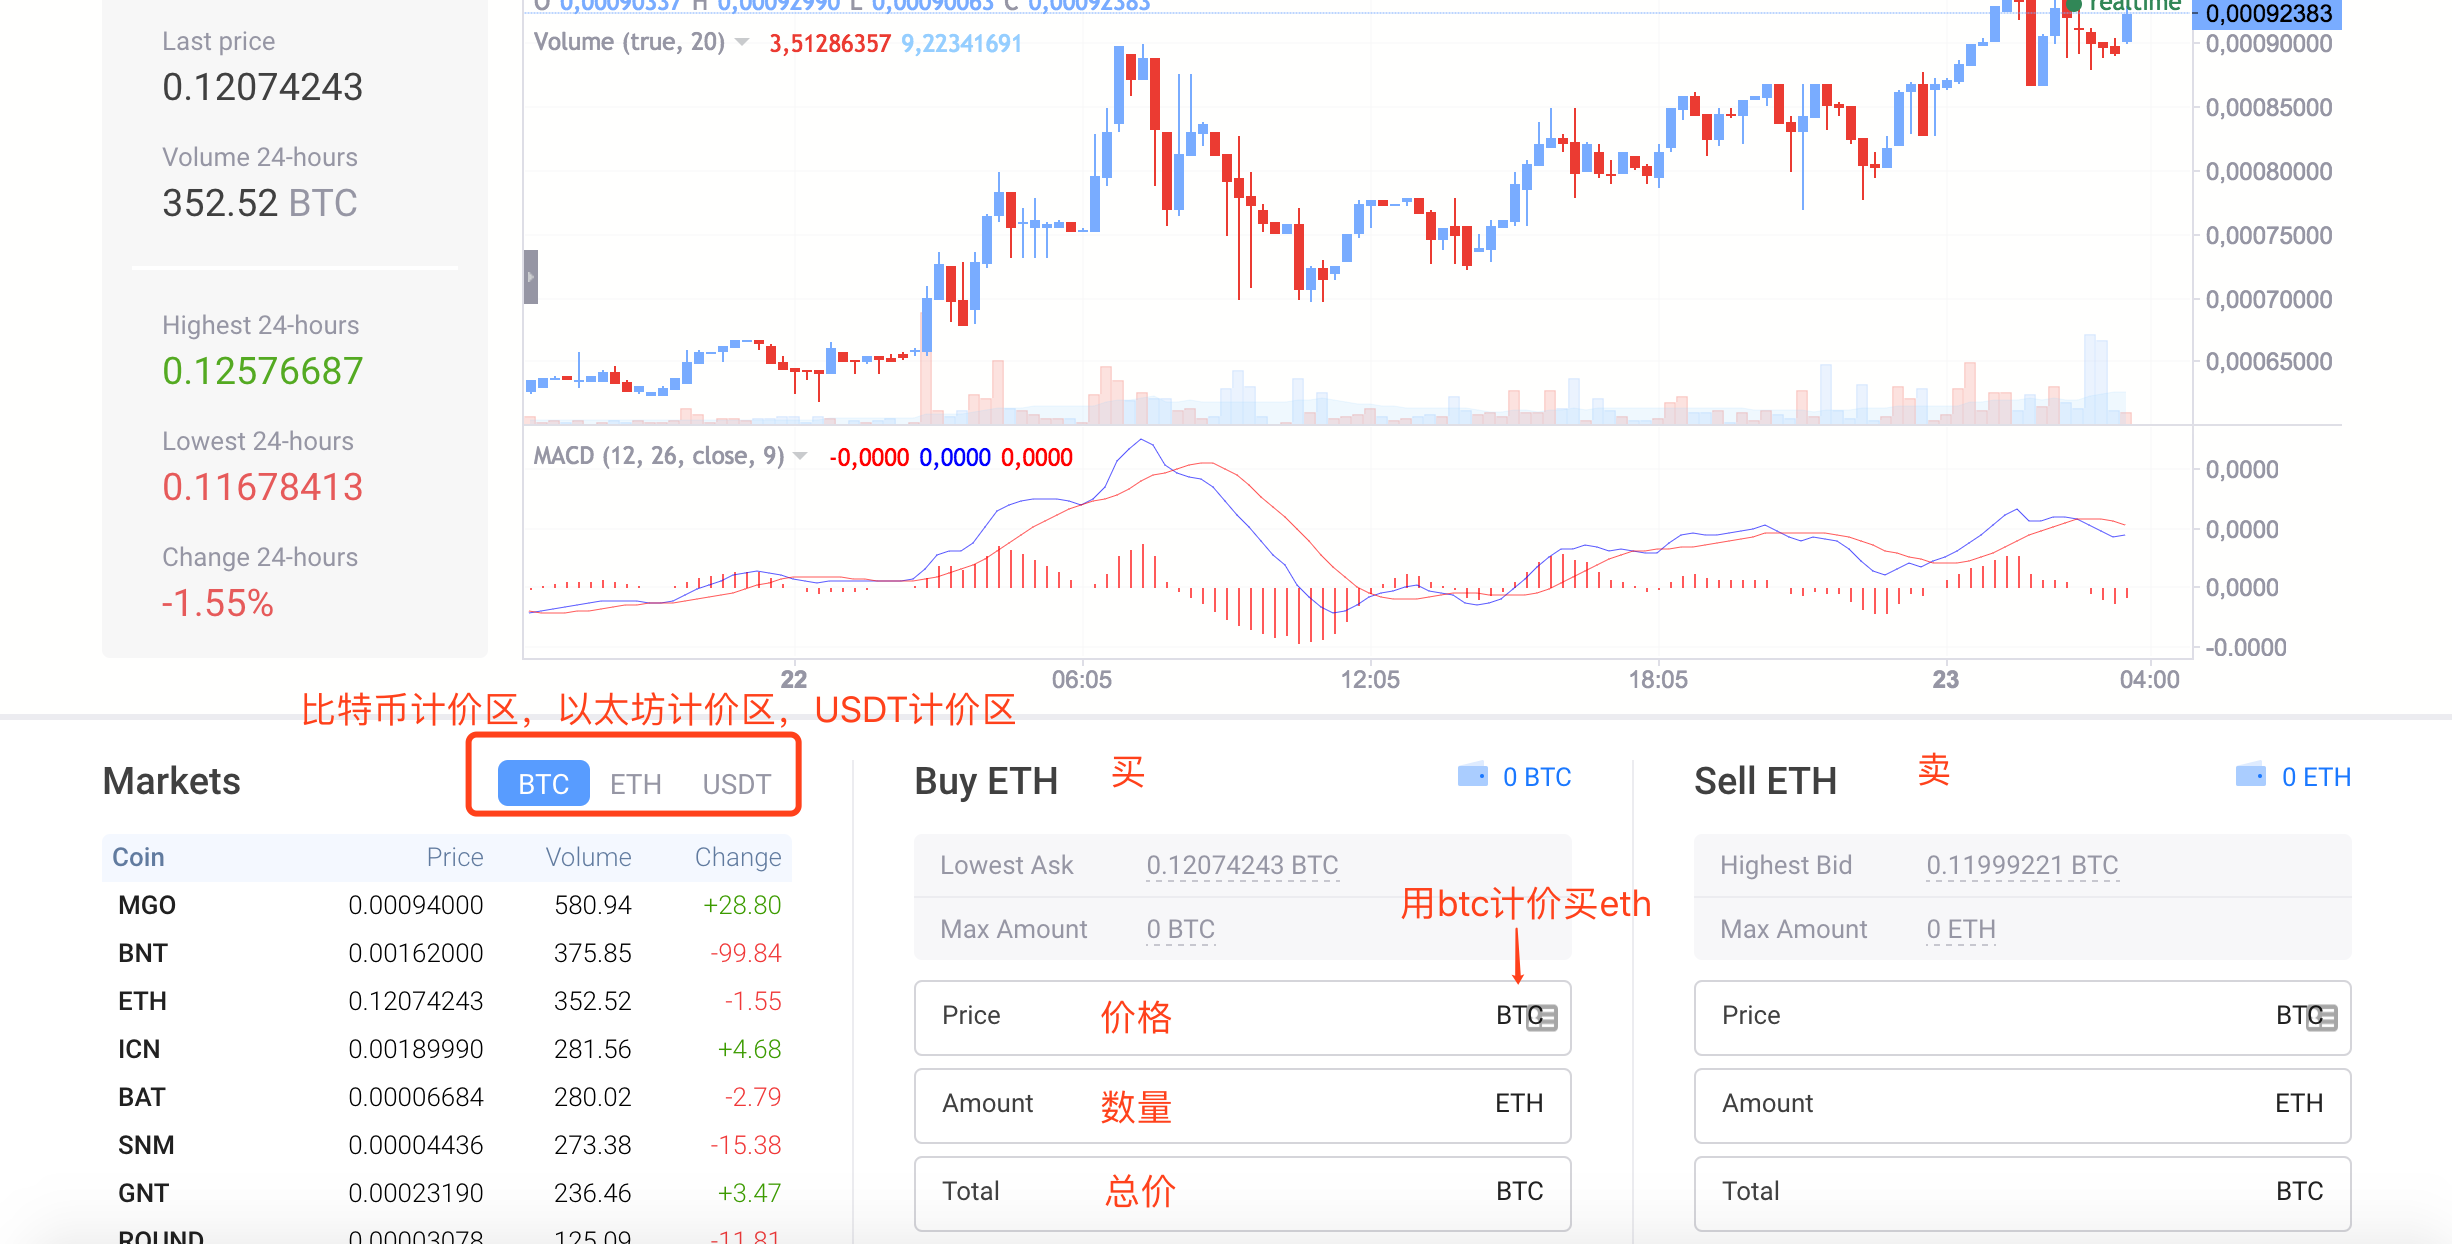 O 0,00090337 H 0,00092990 L 0,00090063 C 0,00092383
realtime
0,00092383
Last price
0.12074243
Volume 24-hours
352.52 BTC
Highest 24-hours
0.12576687
Lowest 24-hours
0.11678413
Change 24-hours
-1.55%
Volume (true, 20) 3,51286357 9,22341691
0,00090000
0,00085000
0,00080000
0,00075000
0,00070000
0,00065000
MACD (12, 26, close, 9) -0,0000 0,0000 0,0000
0,0000
0,0000
0,0000
-0.0000
22 06:05 12:05 18:05 23 04:00
比特币计价区，以太坊计价区，USDT计价区
Markets BTC ETH USDT
Coin Price Volume Change
MGO 0.00094000 580.94 +28.80
BNT 0.00162000 375.85 -99.84
ETH 0.12074243 352.52 -1.55
ICN 0.00189990 281.56 +4.68
BAT 0.00006684 280.02 -2.79
SNM 0.00004436 273.38 -15.38
GNT 0.00023190 236.46 +3.47
ROUND 0.00003078 125.09 -11.81
Buy ETH 买 0 BTC
Lowest Ask 0.12074243 BTC
用btc计价买eth
Max Amount 0 BTC
Price 价格 BTC
Amount 数量 ETH
Total 总价 BTC
Sell ETH 卖 0 ETH
Highest Bid 0.11999221 BTC
Max Amount 0 ETH
Price BTC
Amount ETH
Total BTC